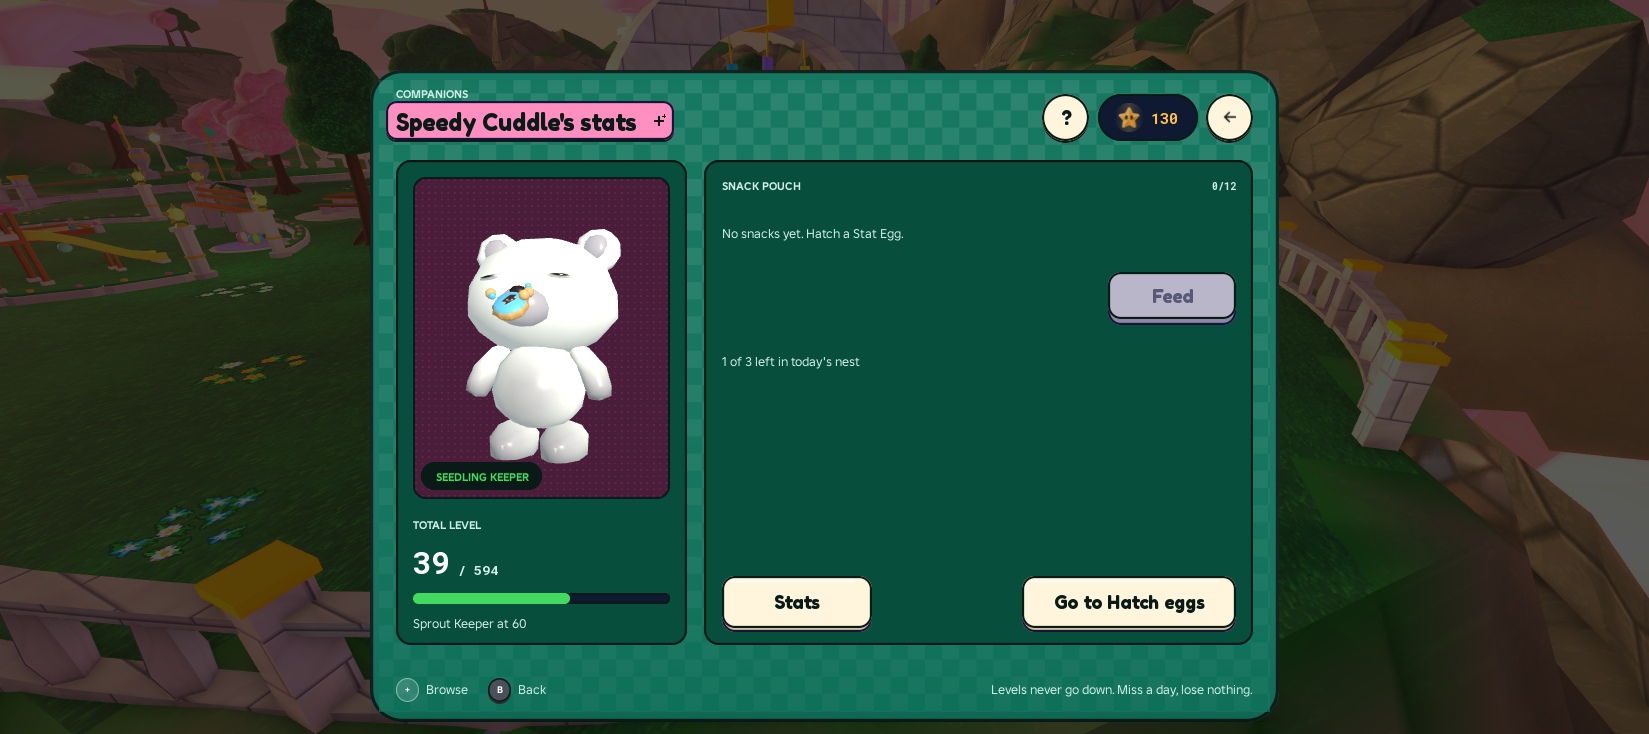 COMPANIONS
Speedy Cuddle's stats
?
130
SNACK POUCH
0/12
No snacks yet. Hatch a Stat Egg.
Feed
1 of 3 left in today's nest
SEEDLING KEEPER
TOTAL LEVEL
39 / 594
Sprout Keeper at 60
Stats
Go to Hatch eggs
Browse
B Back
Levels never go down. Miss a day, lose nothing.